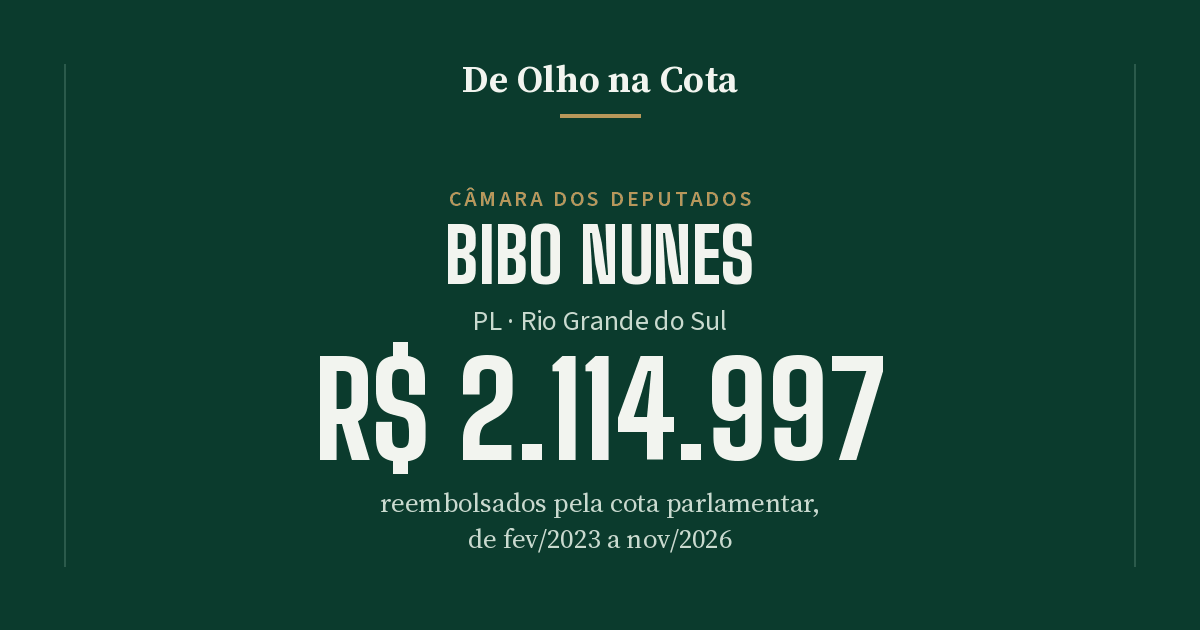 De Olho na Cota
CÂMARA DOS DEPUTADOS
BIBO NUNES
PL · Rio Grande do Sul
R$ 2.114.997
reembolsados pela cota parlamentar,
de fev/2023 a nov/2026